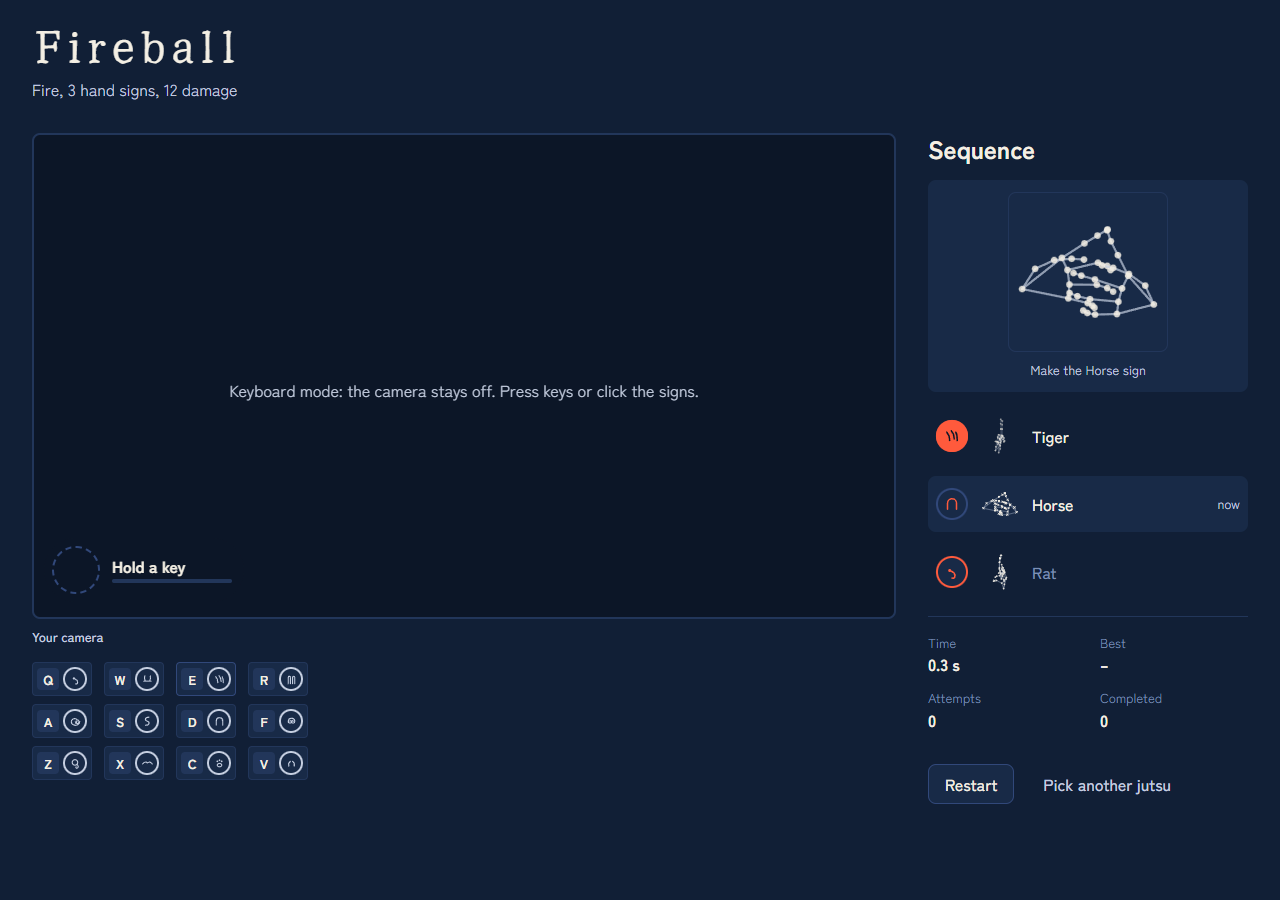 Fireball
Fire, 3 hand signs, 12 damage
Keyboard mode: the camera stays off. Press keys or click the signs.
Hold a key
Your camera
Q W E R
A S D F
Z X C V
Sequence
Make the Horse sign
Tiger
Horse now
Rat
Time Best
0.3 s –
Attempts Completed
0 0
Restart Pick another jutsu